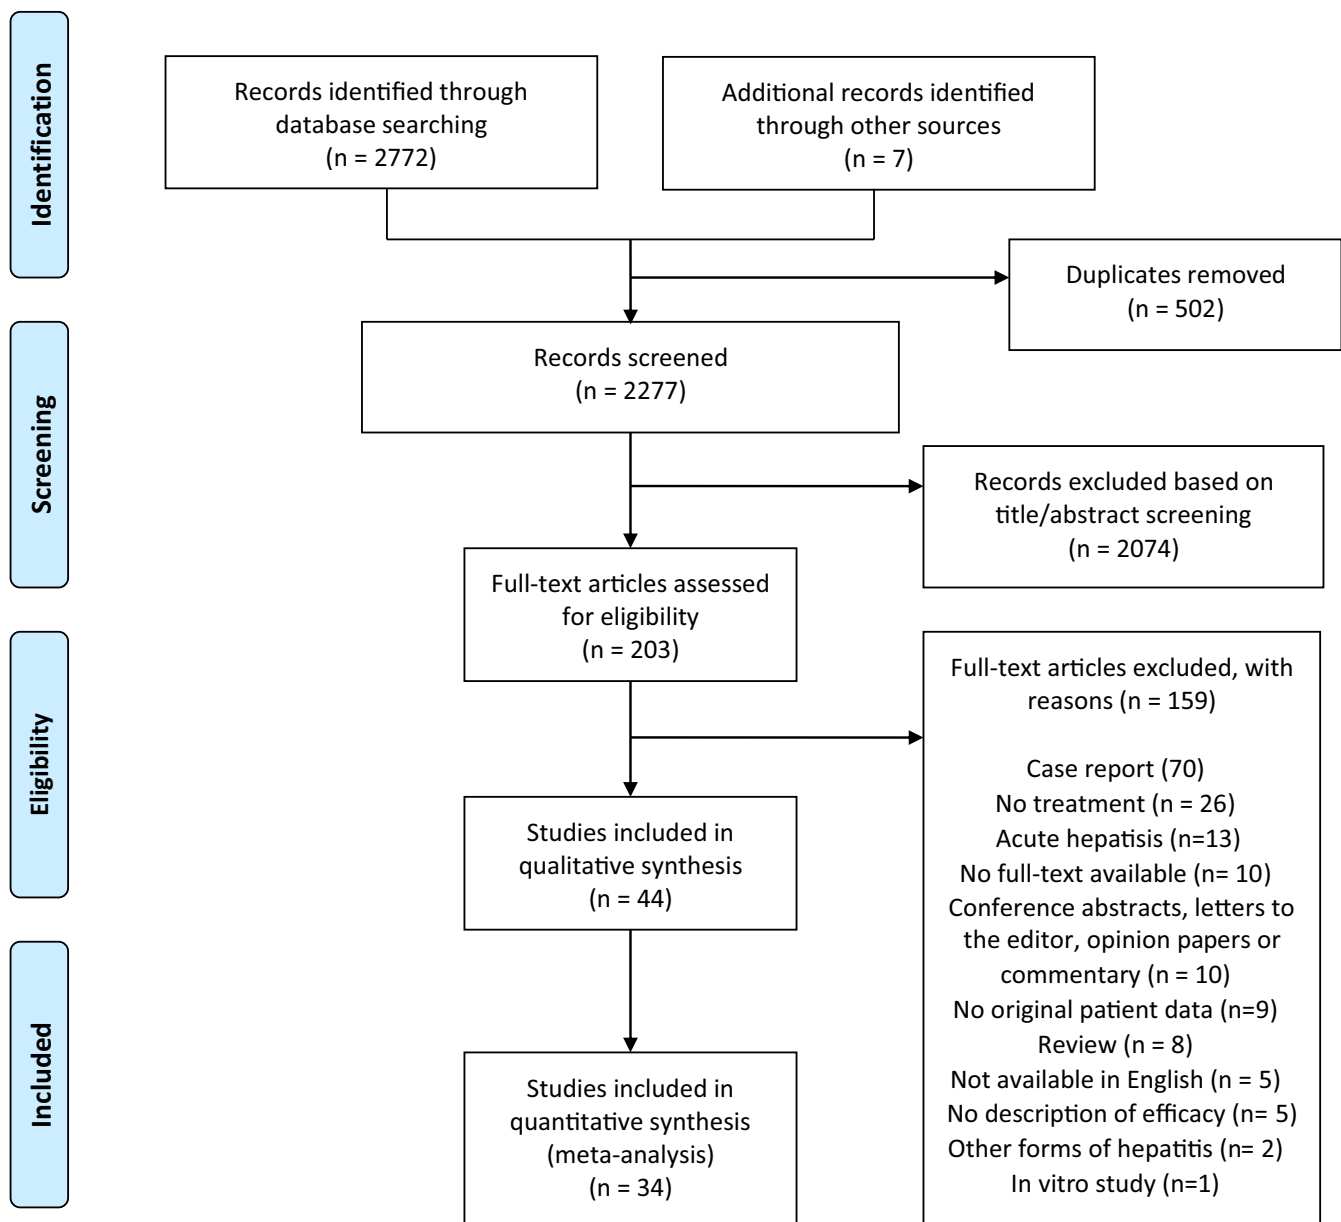 Identification
Records identified through
database searching
(n = 2772)
Additional records identified
through other sources
(n = 7)
Duplicates removed
(n = 502)
Screening
Records screened
(n = 2277)
Records excluded based on
title/abstract screening
(n = 2074)
Full-text articles assessed
for eligibility
(n = 203)
Eligibility
Full-text articles excluded, with
reasons (n = 159)
Case report (70)
No treatment (n = 26)
Acute hepatisis (n=13)
No full-text available (n= 10)
Conference abstracts, letters to
the editor, opinion papers or
commentary (n = 10)
No original patient data (n=9)
Review (n = 8)
Not available in English (n = 5)
No description of efficacy (n= 5)
Other forms of hepatitis (n= 2)
In vitro study (n=1)
Studies included in
qualitative synthesis
(n = 44)
Included
Studies included in
quantitative synthesis
(meta-analysis)
(n = 34)